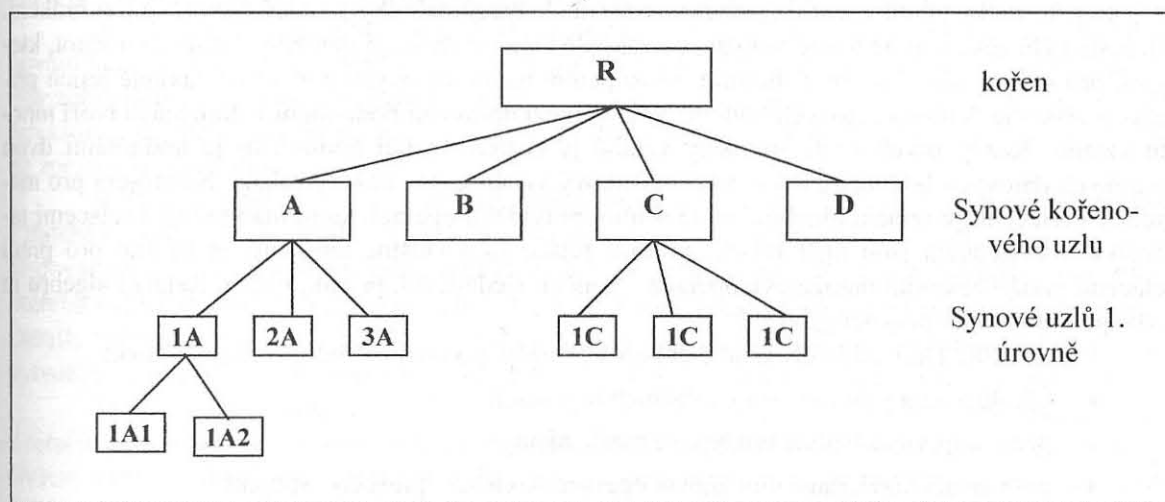 R
kořen
A
B
C
D
Synové kořeno-
vého uzlu
1A
2A
3A
1C
1C
1C
Synové uzlů 1.
úrovně
1A1
1A2